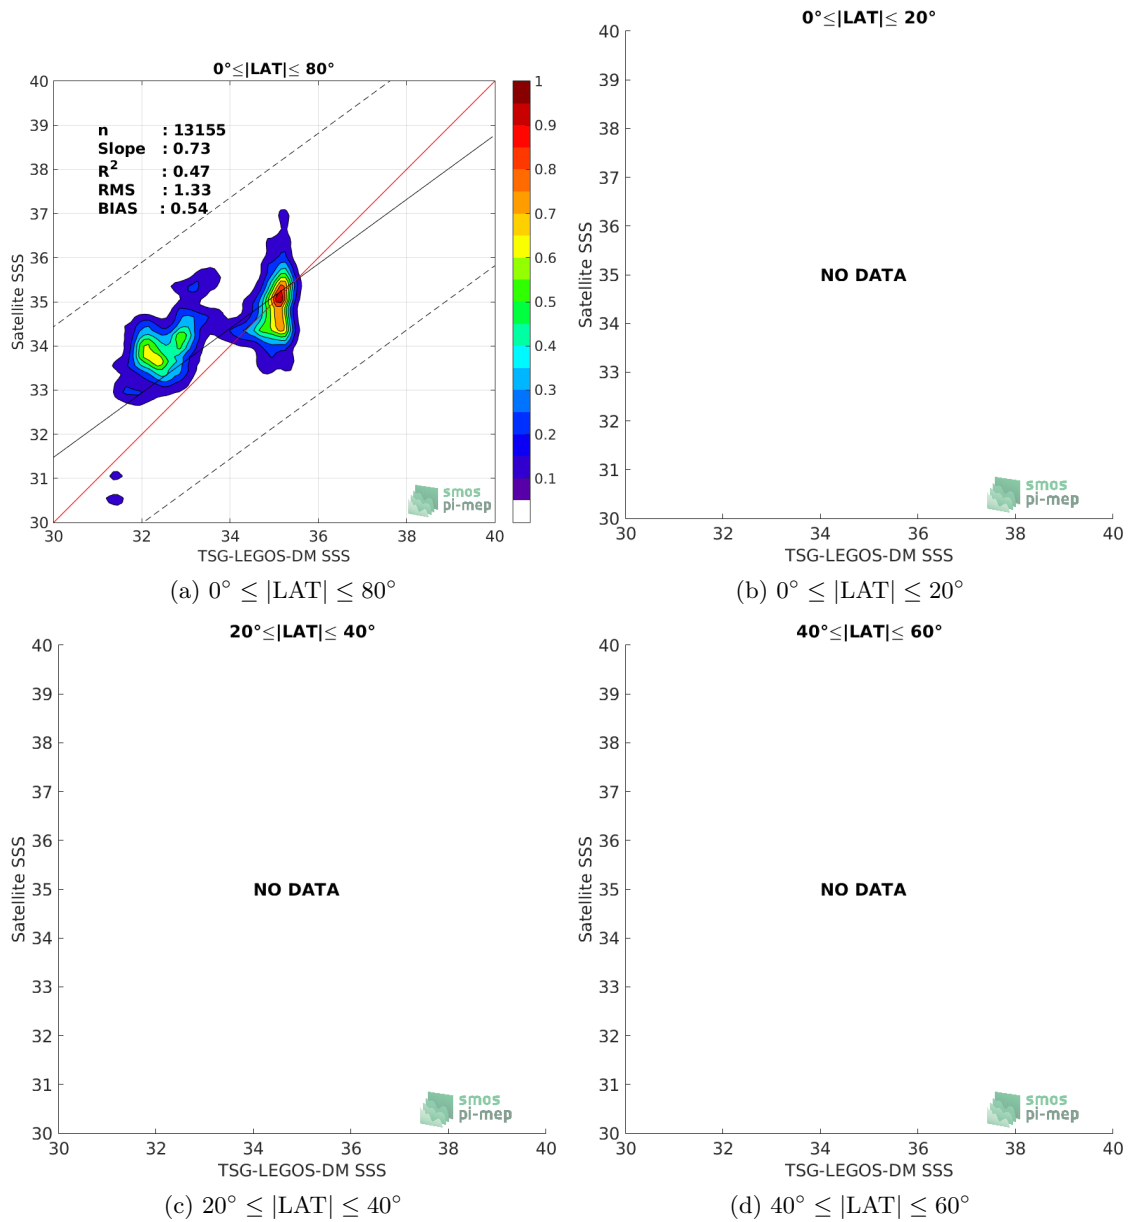 0°≤|LAT|≤ 80°
40
39
38
37
36
35
34
33
32
31
30
Satellite SSS
n : 13155
Slope : 0.73
R2 : 0.47
RMS : 1.33
BIAS : 0.54
1
0.9
0.8
0.7
0.6
0.5
0.4
0.3
0.2
0.1
smos
pi-mep
30 32 34 36 38 40
TSG-LEGOS-DM SSS
(a) 0° ≤ |LAT| ≤ 80°
0°≤|LAT|≤ 20°
40
39
38
37
36
35
34
33
32
31
30
Satellite SSS
NO DATA
smos
pi-mep
30 32 34 36 38 40
TSG-LEGOS-DM SSS
(b) 0° ≤ |LAT| ≤ 20°
20°≤|LAT|≤ 40°
40
39
38
37
36
35
34
33
32
31
30
Satellite SSS
NO DATA
smos
pi-mep
30 32 34 36 38 40
TSG-LEGOS-DM SSS
(c) 20° ≤ |LAT| ≤ 40°
40°≤|LAT|≤ 60°
40
39
38
37
36
35
34
33
32
31
30
Satellite SSS
NO DATA
smos
pi-mep
30 32 34 36 38 40
TSG-LEGOS-DM SSS
(d) 40° ≤ |LAT| ≤ 60°